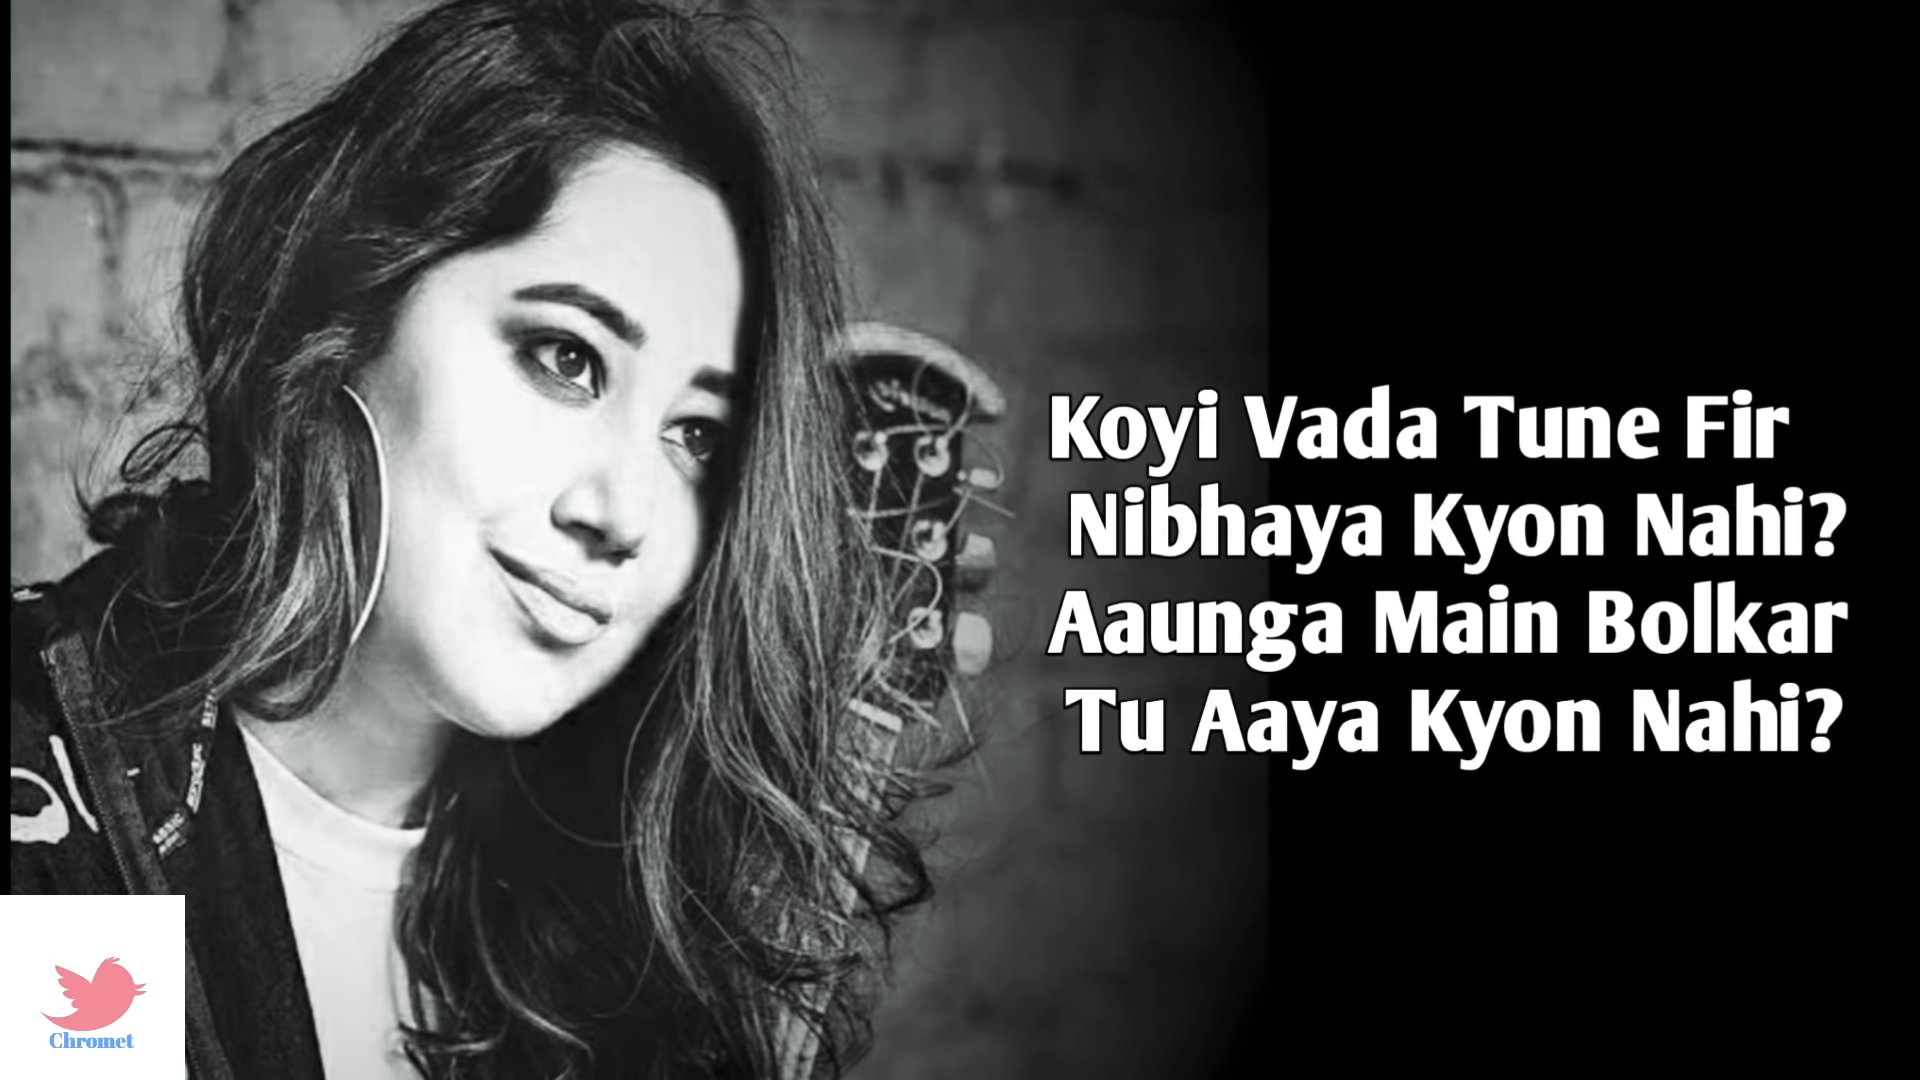 Koyi Vada Tune Fir
Nibhaya Kyon Nahi?
Aaunga Main Bolkar
Tu Aaya Kyon Nahi?
Chromet